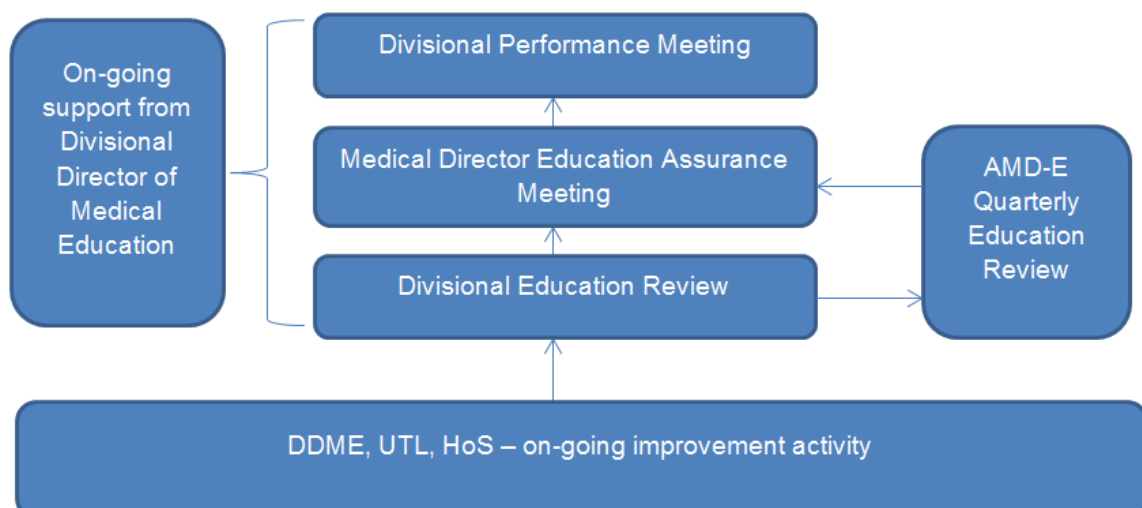 On-going
support from
Divisional
Director of
Medical
Education
Divisional Performance Meeting
Medical Director Education Assurance
Meeting
Divisional Education Review
AMD-E
Quarterly
Education
Review
DDME, UTL, HoS – on-going improvement activity